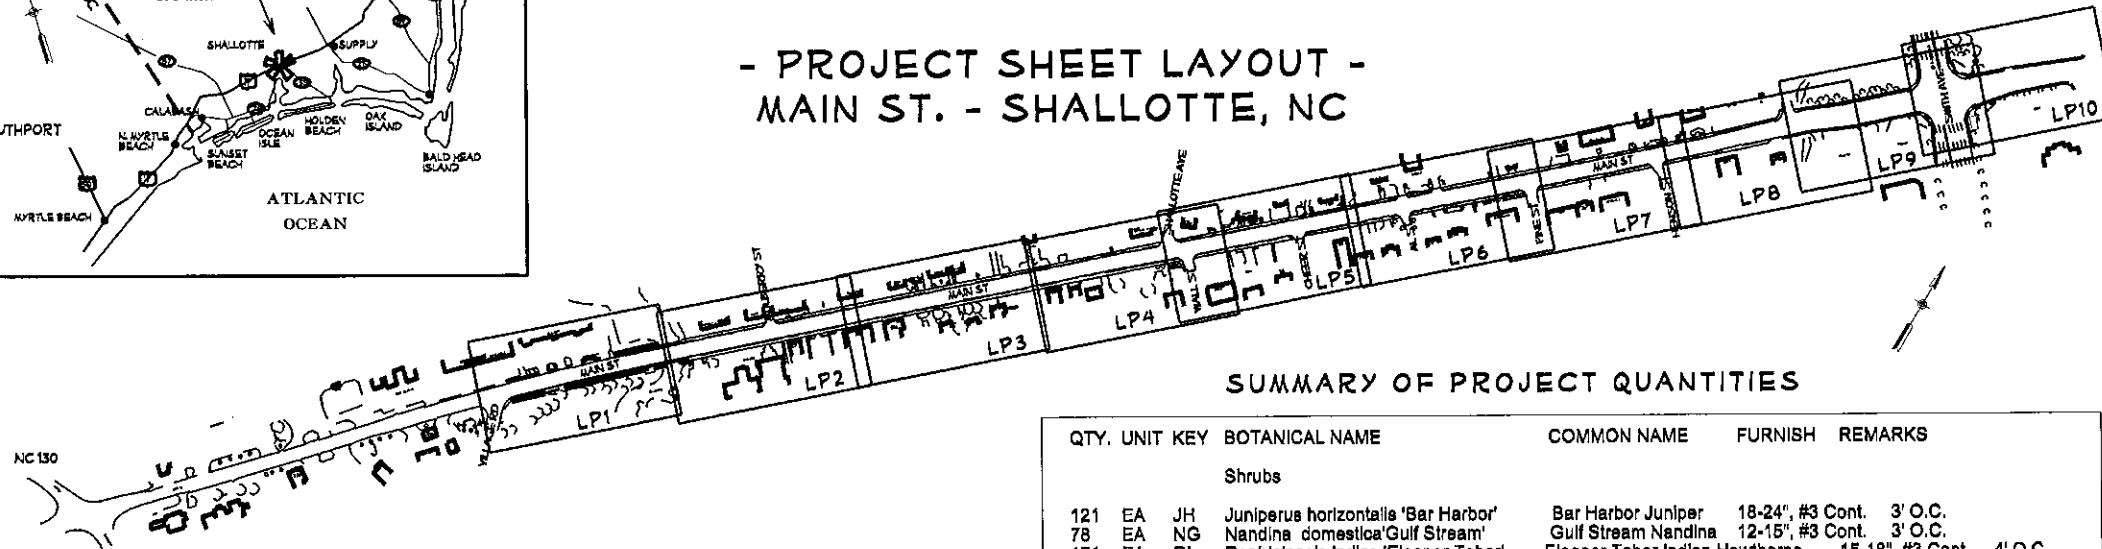 SHALLOTTE
SUPPLY
CALABASH
N. MYRTLE
BEACH
SUNSET
BEACH
OCEAN
ISLE
HOLDEN
BEACH
OAK
ISLAND
BALD HEAD
ISLAND
MYRTLE BEACH
ATLANTIC
OCEAN
- PROJECT SHEET LAYOUT -
MAIN ST. - SHALLOTTE, NC
NC 130
MAIN ST
LP1
LP2
MAIN ST
LP3
LP4
WALL ST
LP5
LP6
PINE ST
MAIN ST
LP7
LP8
LP9
SMITH AVE
LP10
SUMMARY OF PROJECT QUANTITIES
QTY. UNIT KEY BOTANICAL NAME COMMON NAME FURNISH REMARKS
Shrubs
121 EA JH Juniperus horizontalis 'Bar Harbor' Bar Harbor Juniper 18-24", #3 Cont. 3' O.C.
78 EA NG Nandina domestica'Gulf Stream' Gulf Stream Nandina 12-15", #3 Cont. 3' O.C.